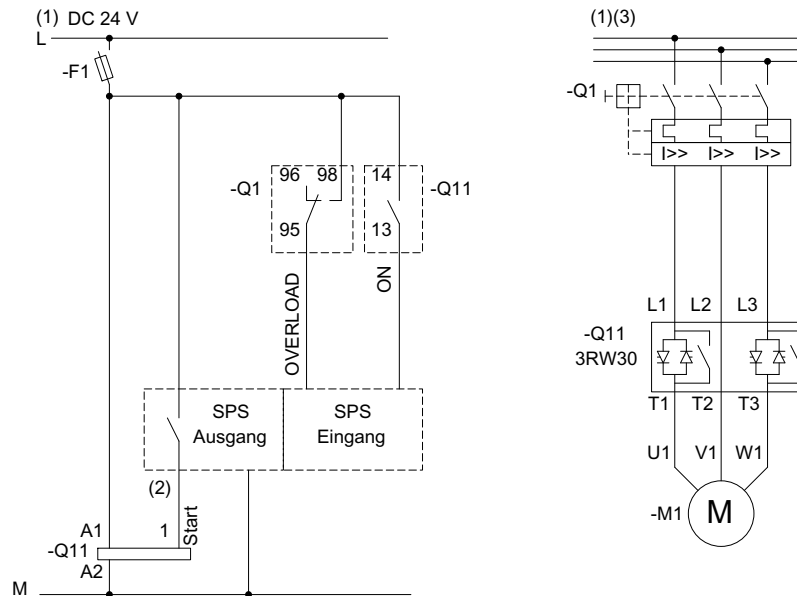 (1) DC 24 V
L
-F1
96 98
-Q1
95
14
-Q11
13
OVERLOAD
ON
SPS
Ausgang
SPS
Eingang
(2)
A1
1
Start
-Q11
A2
M
(1)(3)
-Q1
I>> I>> I>>
L1 L2 L3
-Q11
3RW30
T1 T2 T3
U1 V1 W1
-M1
M